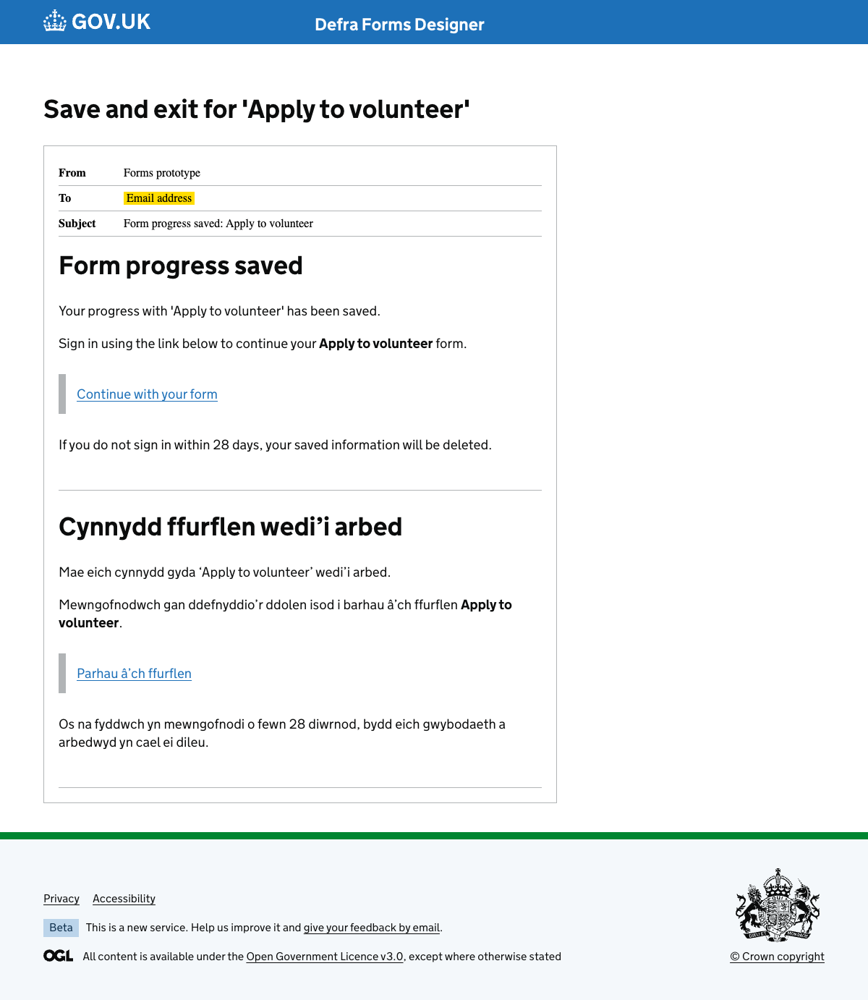 GOV.UK
Defra Forms Designer
Save and exit for 'Apply to volunteer'
From Forms prototype
To Email address
Subject Form progress saved: Apply to volunteer
Form progress saved
Your progress with 'Apply to volunteer' has been saved.
Sign in using the link below to continue your Apply to volunteer form.
Continue with your form
If you do not sign in within 28 days, your saved information will be deleted.
Cynnydd ffurflen wedi’i arbed
Mae eich cynnydd gyda ‘Apply to volunteer’ wedi’i arbed.
Mewngofnodwch gan ddefnyddio’r ddolen isod i barhau â’ch ffurflen Apply to
volunteer.
Parhau â’ch ffurflen
Os na fyddwch yn mewngofnodi o fewn 28 diwrnod, bydd eich gwybodaeth a
arbedwyd yn cael ei dileu.
Privacy Accessibility
Beta This is a new service. Help us improve it and give your feedback by email.
OGL All content is available under the Open Government Licence v3.0, except where otherwise stated
© Crown copyright